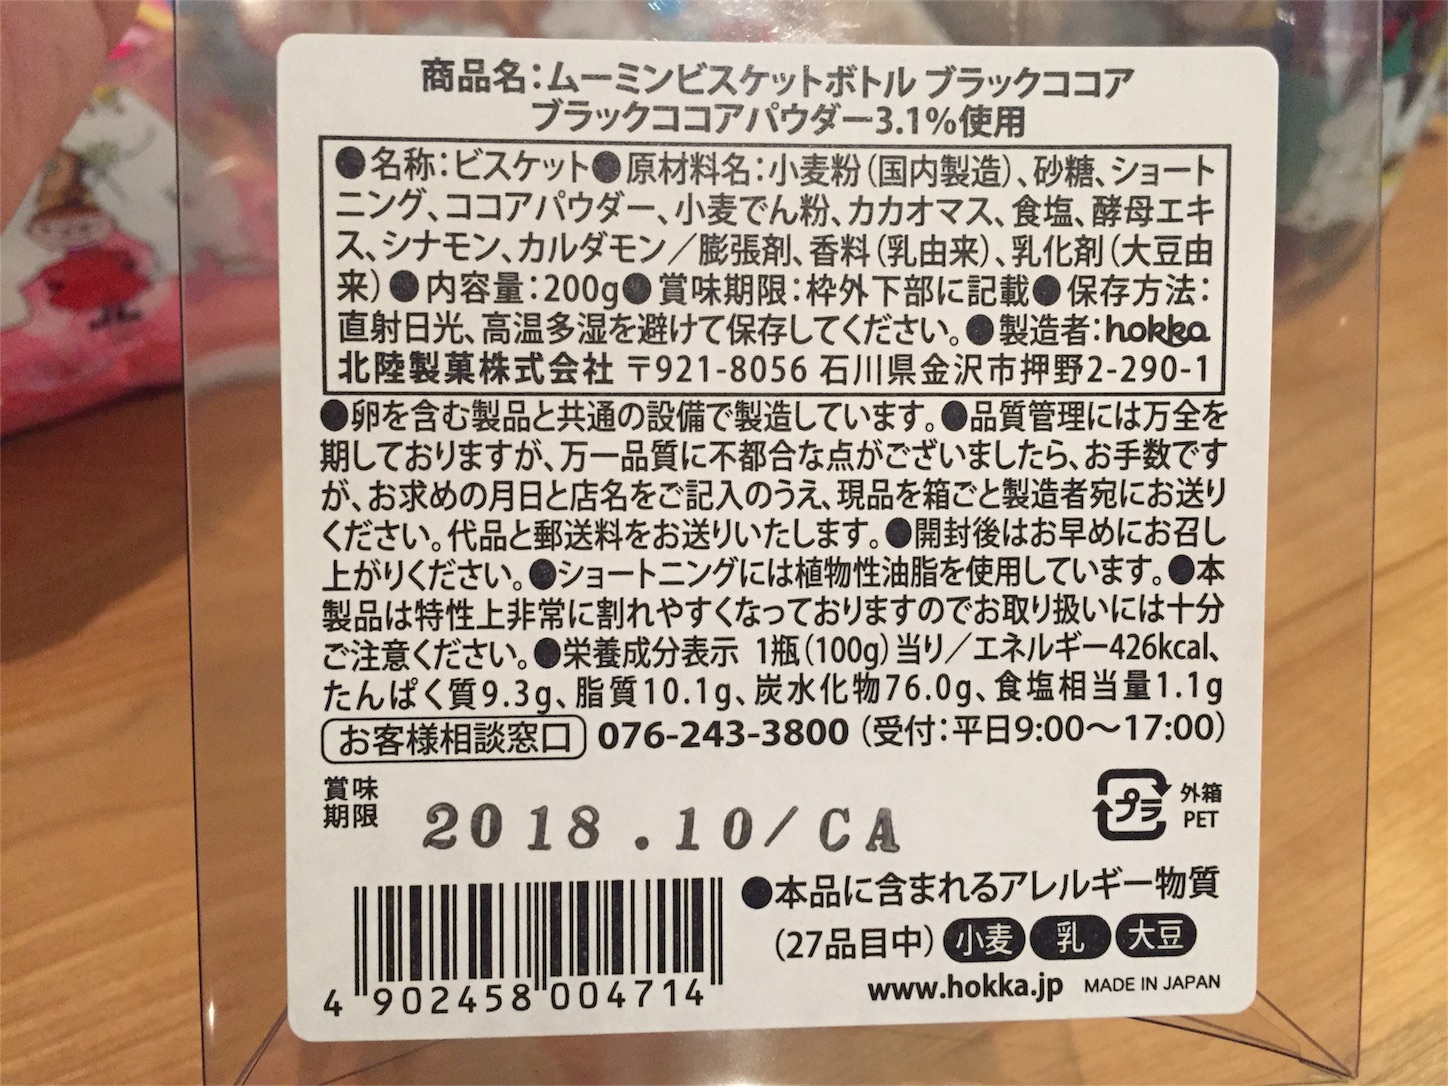 商品名:ムーミンビスケットボトル ブラックココア
ブラックココアパウダー3.1%使用
●名称:ビスケット●原材料名:小麦粉(国内製造)、砂糖、ショート
ニング、ココアパウダー、小麦でん粉、カカオマス、食塩、酵母エキ
ス、シナモン、カルダモン/膨張剤、香料(乳由来)、乳化剤(大豆由
来)●内容量:200g●賞味期限:枠外下部に記載●保存方法:
直射日光、高温多湿を避けて保存してください。●製造者:hokka
北陸製菓株式会社 〒921-8056 石川県金沢市押野2-290-1
●卵を含む製品と共通の設備で製造しています。●品質管理には万全を
期しておりますが、万一品質に不都合な点がございましたら、お手数です
が、お求めの月日と店名をご記入のうえ、現品を箱ごと製造者宛にお送り
ください。代品と郵送料をお送りいたします。●開封後はお早めにお召し
上がりください。●ショートニングには植物性油脂を使用しています。●本
製品は特性上非常に割れやすくなっておりますのでお取り扱いには十分
ご注意ください。●栄養成分表示 1瓶(100g)当り/エネルギー426kcal、
たんぱく質9.3g、脂質10.1g、炭水化物76.0g、食塩相当量1.1g
お客様相談窓口 076-243-3800(受付:平日9:00〜17:00)
賞味
期限
2018.10/CA
プラ
外箱
PET
●本品に含まれるアレルギー物質
(27品目中) 小麦 乳 大豆
www.hokka.jp MADE IN JAPAN
4 902458 004714